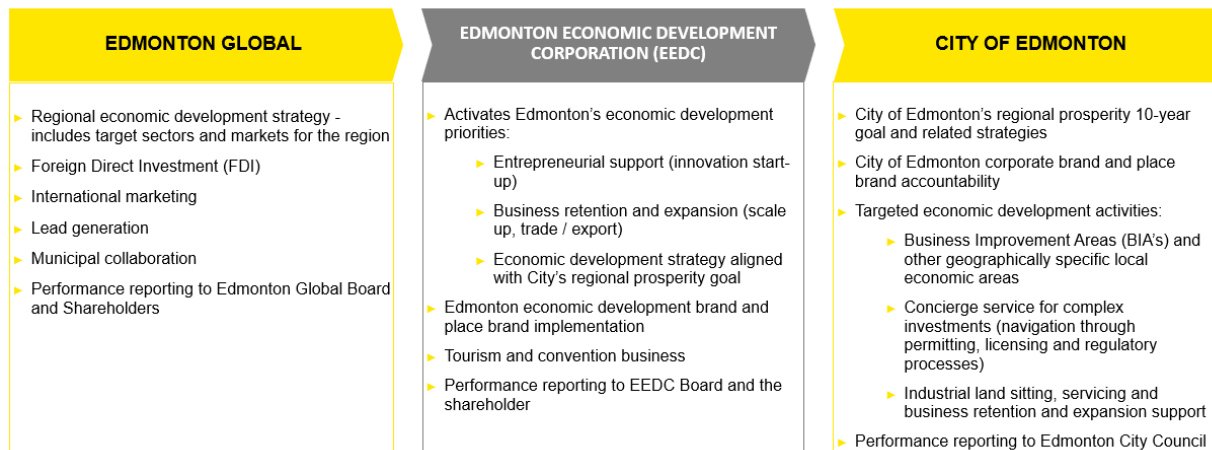 EDMONTON GLOBAL
Regional economic development strategy -
includes target sectors and markets for the region
Foreign Direct Investment (FDI)
International marketing
Lead generation
Municipal collaboration
Performance reporting to Edmonton Global Board
and Shareholders
EDMONTON ECONOMIC DEVELOPMENT
CORPORATION (EEDC)
Activates Edmonton's economic development
priorities:
Entrepreneurial support (innovation start-
up)
Business retention and expansion (scale
up, trade / export)
Economic development strategy aligned
with City's regional prosperity goal
Edmonton economic development brand and
place brand implementation
Tourism and convention business
Performance reporting to EEDC Board and the
shareholder
CITY OF EDMONTON
City of Edmonton's regional prosperity 10-year
goal and related strategies
City of Edmonton corporate brand and place
brand accountability
Targeted economic development activities:
Business Improvement Areas (BIA's) and
other geographically specific local
economic areas
Concierge service for complex
investments (navigation through
permitting, licensing and regulatory
processes)
Industrial land sitting, servicing and
business retention and expansion support
Performance reporting to Edmonton City Council